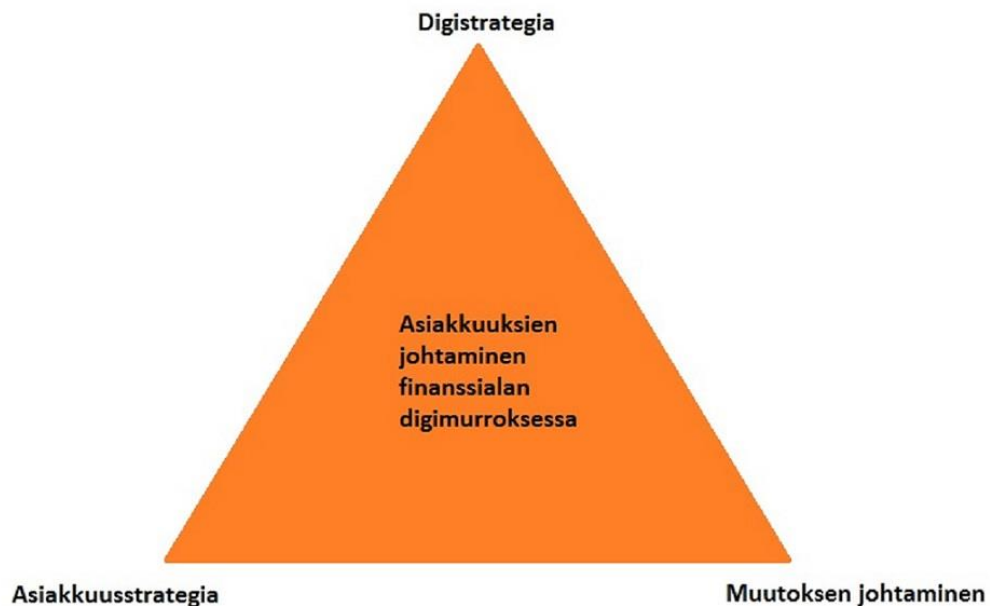 Digistrategia
Asiakkuuksien
johtaminen
finanssialan
digimurroksessa
Asiakkuusstrategia
Muutoksen johtaminen